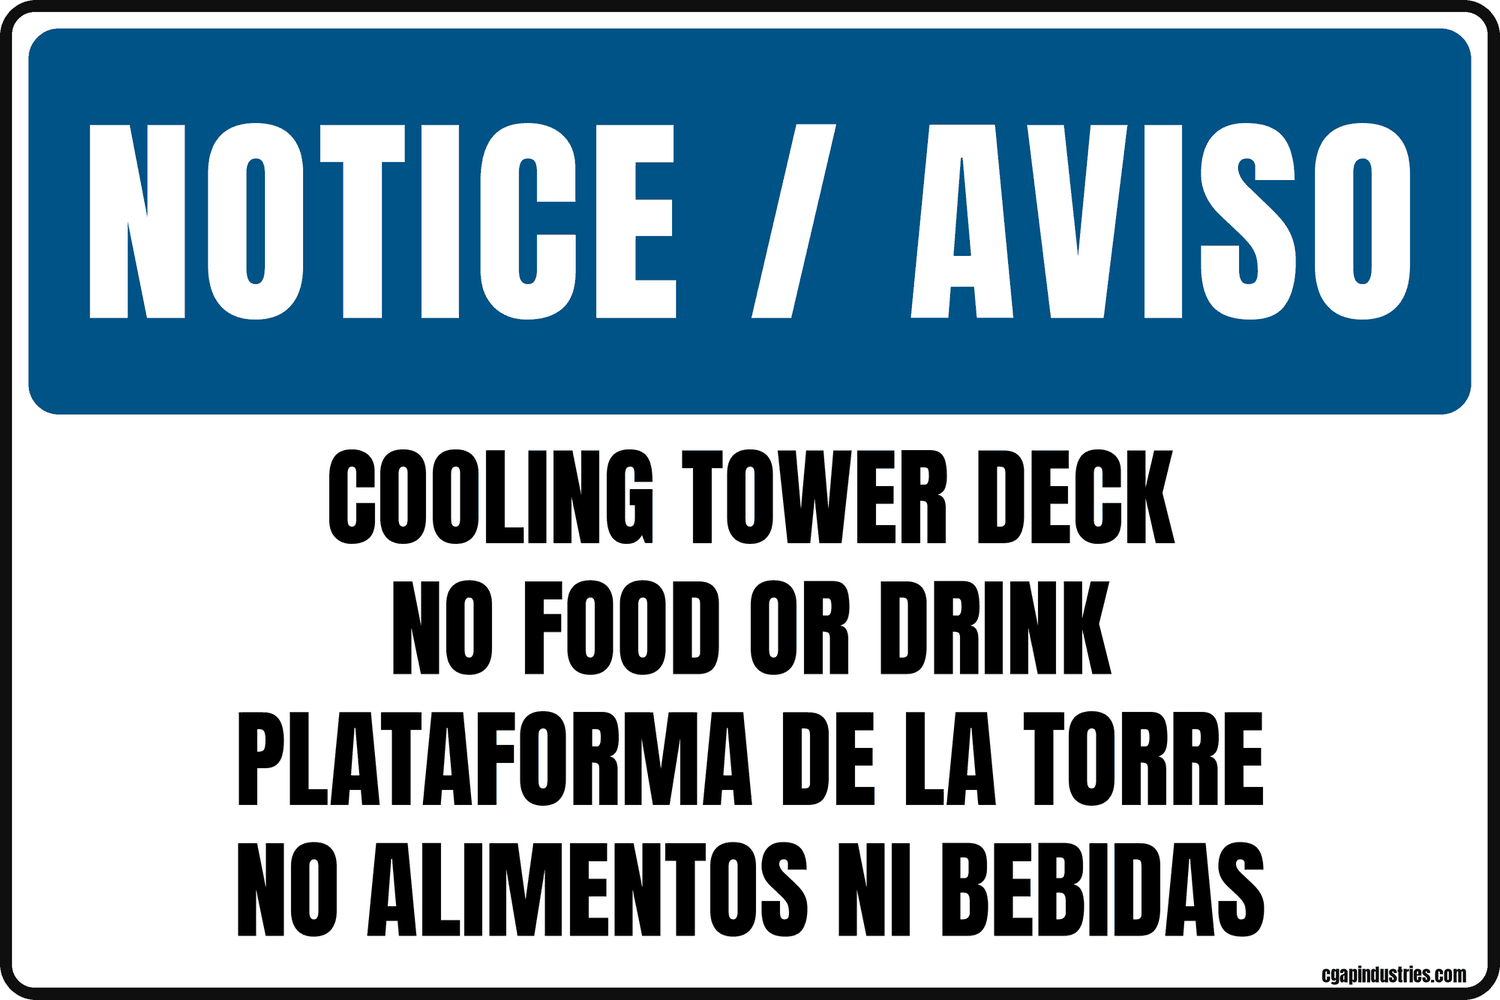 NOTICE / AVISO
COOLING TOWER DECK
NO FOOD OR DRINK
PLATAFORMA DE LA TORRE
NO ALIMENTOS NI BEBIDAS
cgapindustries.com